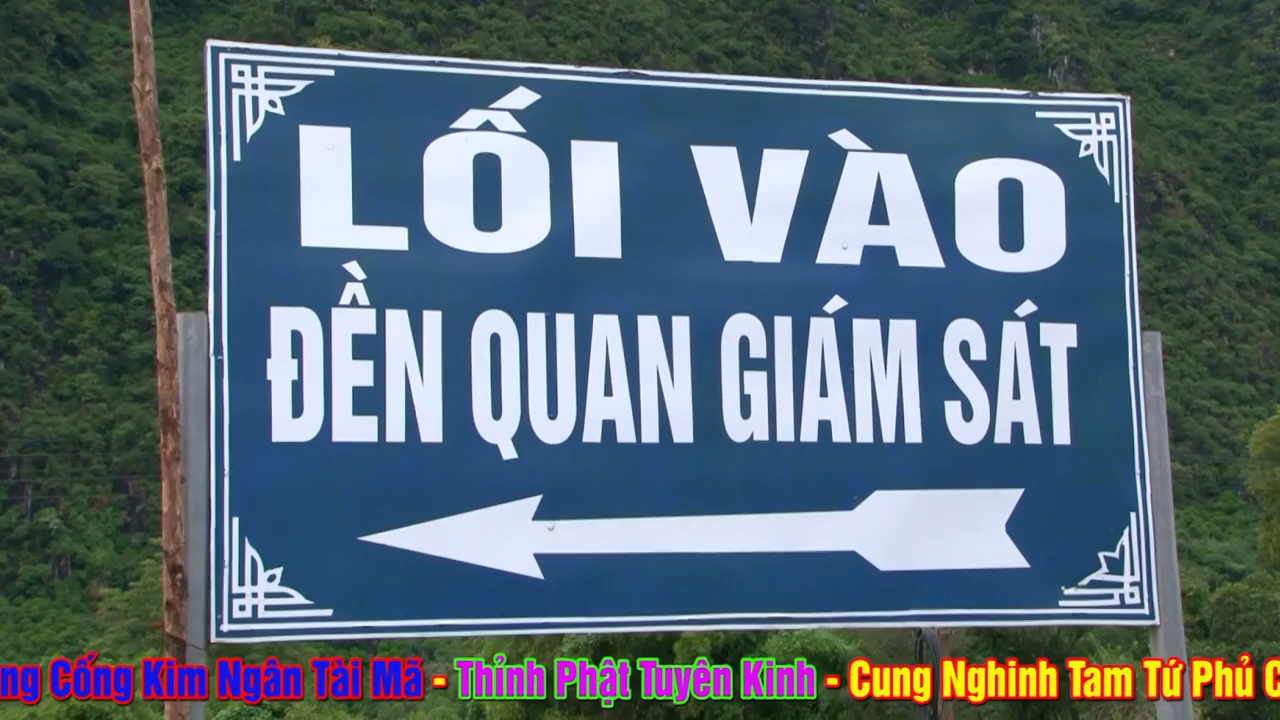 LỐI VÀO
ĐỀN QUAN GIÁM SÁT
Cống Kim Ngân Tài Mã - Thỉnh Phật Tuyên Kinh - Cung Nghinh Tam Tứ Phủ